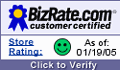 BizRate.com®
customer certified
Store As of:
Rating: 01/19/05
Click to Verify